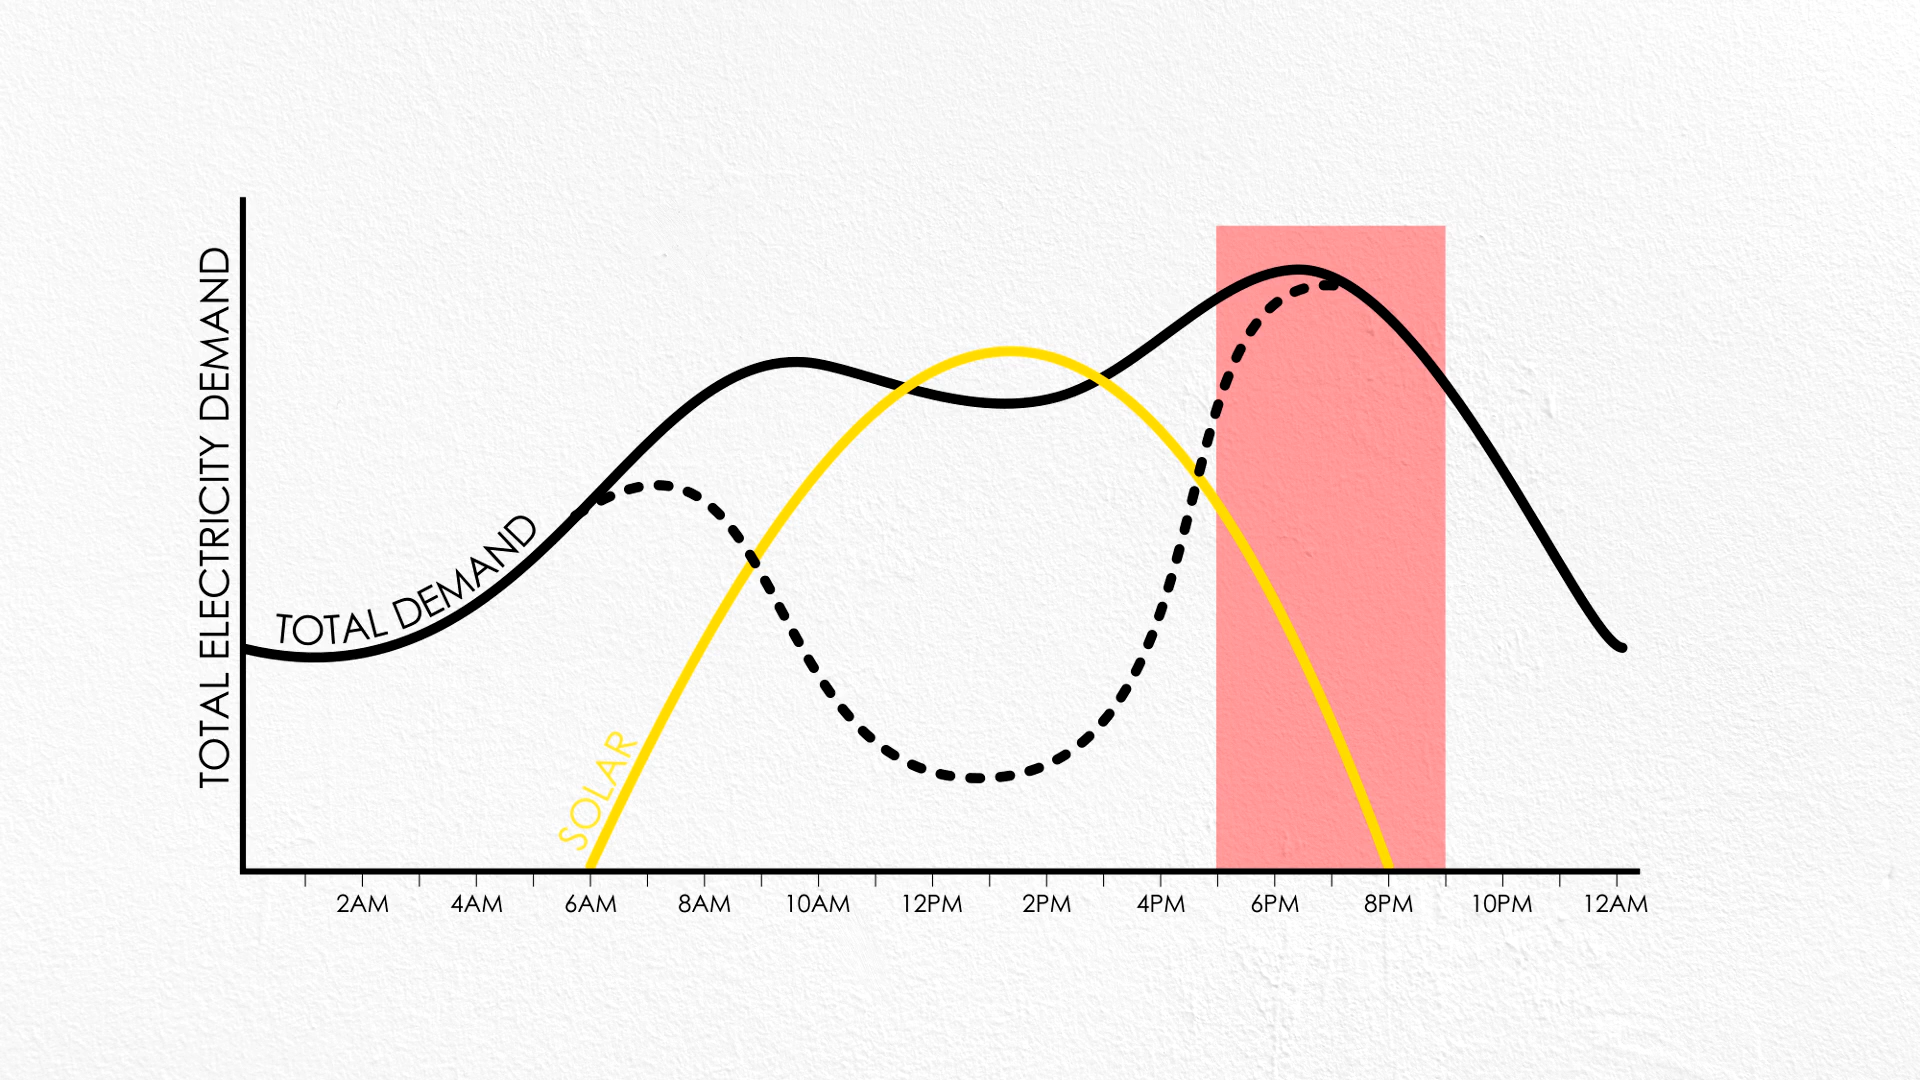 TOTAL ELECTRICITY DEMAND
TOTAL DEMAND
SOLAR
2AM
4AM
6AM
8AM
10AM
12PM
2PM
4PM
6PM
8PM
10PM
12AM